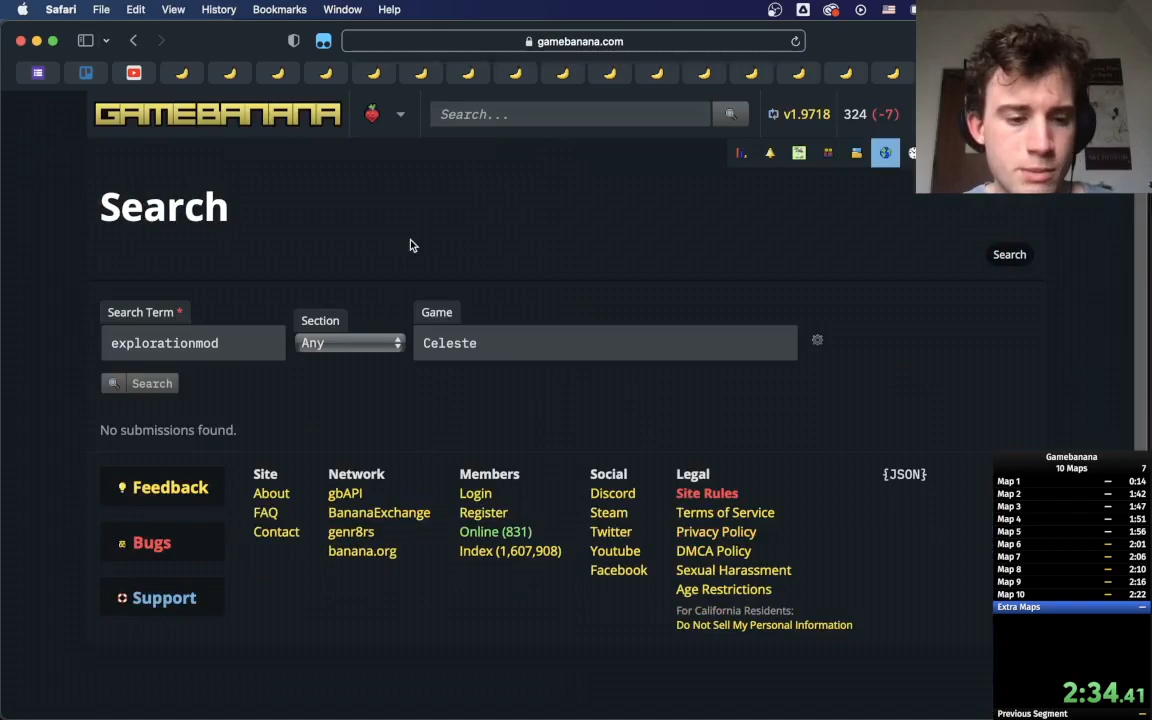 Safari File Edit View History Bookmarks Window Help
gamebanana.com
GAMEBANANA
Search...
v1.9718
324 (-7)
Search
Search
Search Term *
Section
Game
explorationmod
Any
Celeste
Search
No submissions found.
Feedback
Bugs
Support
Site
About
FAQ
Contact
Network
gbAPI
BananaExchange
genr8rs
banana.org
Members
Login
Register
Online (831)
Index (1,607,908)
Social
Discord
Steam
Twitter
Youtube
Facebook
Legal
Site Rules
Terms of Service
Privacy Policy
DMCA Policy
Sexual Harassment
Age Restrictions
For California Residents:
Do Not Sell My Personal Information
{JSON}
Gamebanana
10 Maps 7
Map 1 — 0:14
Map 2 — 1:42
Map 3 — 1:47
Map 4 — 1:51
Map 5 — 1:56
Map 6 — 2:01
Map 7 — 2:06
Map 8 — 2:10
Map 9 — 2:16
Map 10 — 2:22
Extra Maps —
2:34.41
Previous Segment —